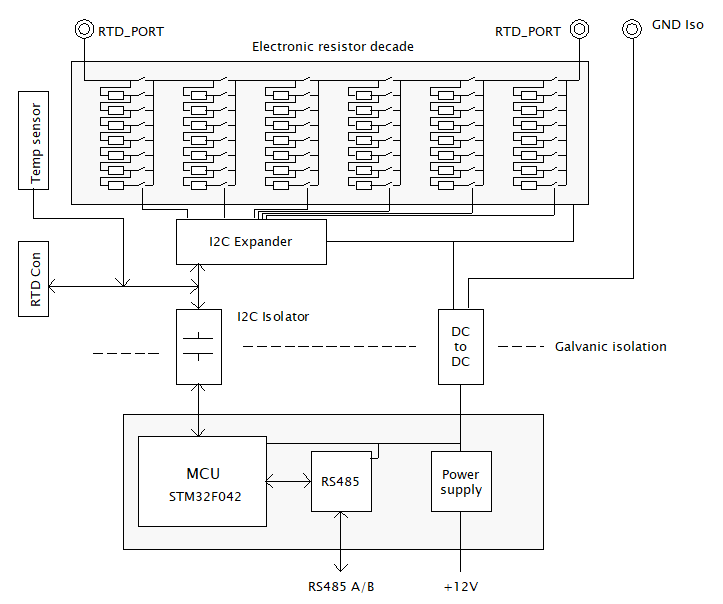 RTD_PORT
RTD_PORT
GND Iso
Electronic resistor decade
Temp sensor
I2C Expander
RTD Con
I2C Isolator
DC
to
DC
Galvanic isolation
MCU
STM32F042
RS485
Power
supply
RS485 A/B
+12V